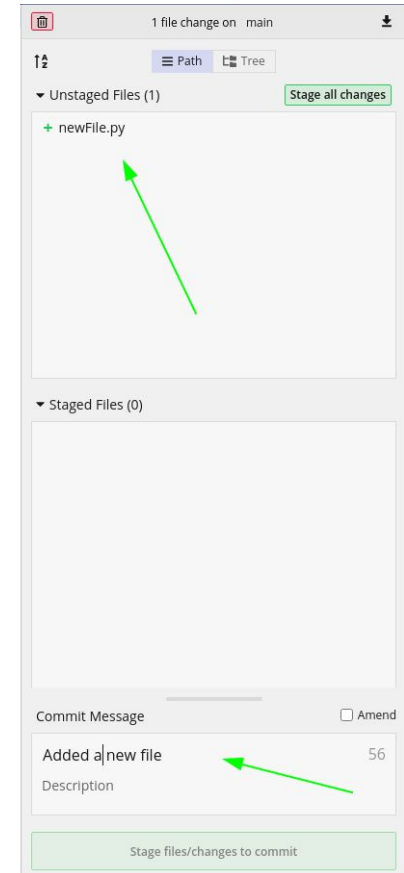 1 file change on main
Path Tree
Unstaged Files (1) Stage all changes
+ newFile.py
Staged Files (0)
Commit Message Amend
Added a new file 56
Description
Stage files/changes to commit